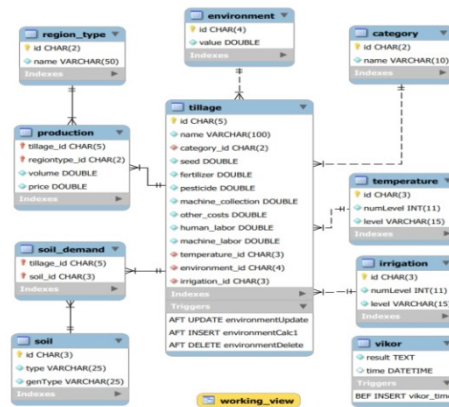 region_type
id CHAR(2)
name VARCHAR(50)
Indexes
environment
id CHAR(4)
value DOUBLE
Indexes
category
id CHAR(2)
name VARCHAR(10)
Indexes
production
tillage_id CHAR(5)
regiontype_id CHAR(2)
volume DOUBLE
price DOUBLE
Indexes
tillage
id CHAR(5)
name VARCHAR(100)
category_id CHAR(2)
seed DOUBLE
fertilizer DOUBLE
pesticide DOUBLE
machine_collection DOUBLE
other_costs DOUBLE
human_labor DOUBLE
machine_labor DOUBLE
temperature_id CHAR(3)
environment_id CHAR(4)
irrigation_id CHAR(3)
Indexes
Triggers
AFT UPDATE environmentUpdate
AFT INSERT environmentCalc1
AFT DELETE environmentDelete
temperature
id CHAR(3)
numLevel INT(11)
level VARCHAR(15)
Indexes
soil_demand
tillage_id CHAR(5)
soil_id CHAR(3)
Indexes
irrigation
id CHAR(3)
numLevel INT(11)
level VARCHAR(15)
Indexes
soil
id CHAR(3)
type VARCHAR(25)
genType VARCHAR(25)
Indexes
vikor
result TEXT
time DATETIME
Triggers
BEF INSERT vikor_time
working_view